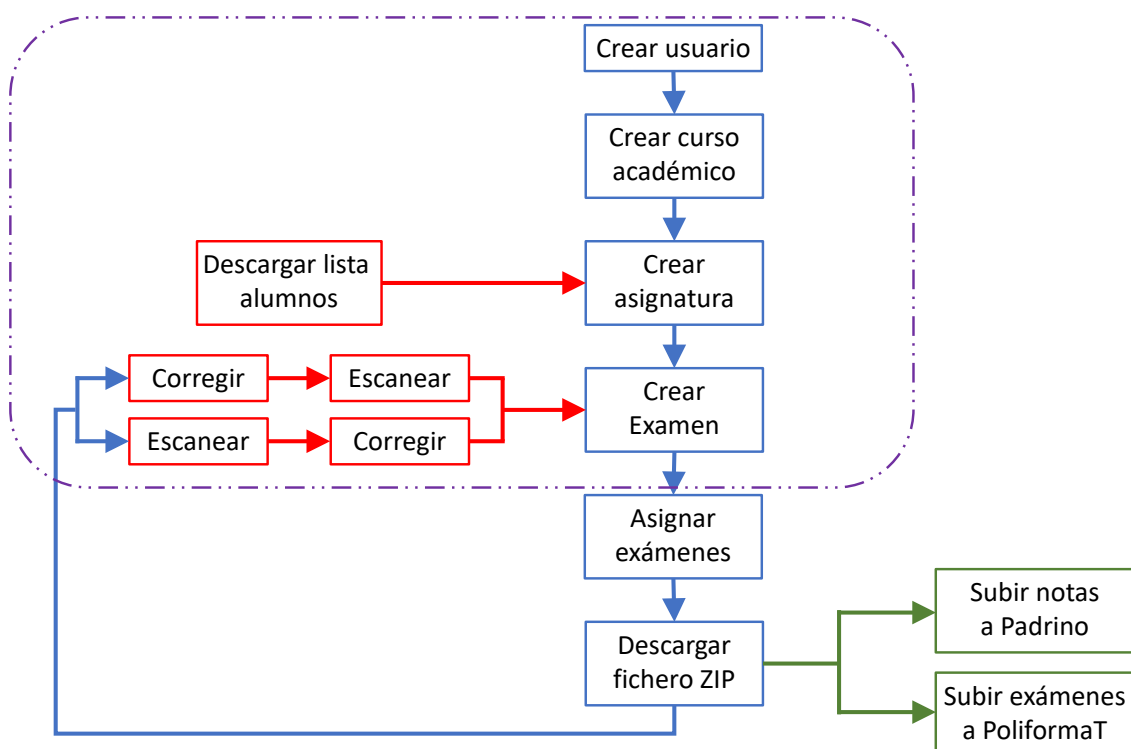 Crear usuario
Crear curso
académico
Descargar lista
alumnos
Crear
asignatura
Corregir
Escanear
Escanear
Corregir
Crear
Examen
Asignar
exámenes
Descargar
fichero ZIP
Subir notas
a Padrino
Subir exámenes
a PoliformaT